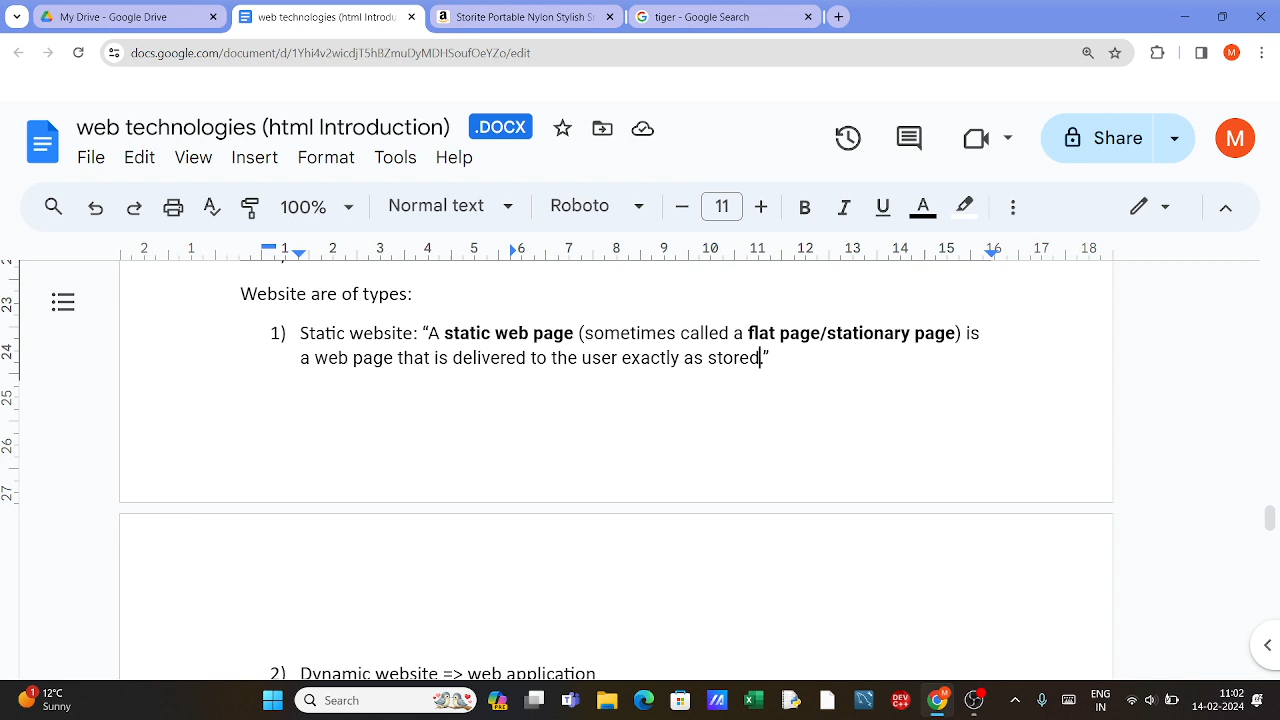 My Drive - Google Drive
web technologies (html Introdu
Storite Portable Nylon Stylish S
tiger - Google Search
docs.google.com/document/d/1Yhi4v2wicdjT5hBZmuDyMDHSoufOeYZo/edit
M
web technologies (html Introduction)
.DOCX
File Edit View Insert Format Tools Help
Share
M
100%
Normal text
Roboto
11
B I U A
2 1 1 2 3 4 5 6 7 8 9 10 11 12 13 14 15 16 17 18
23
24
25
26
27
Website are of types:
1) Static website: “A static web page (sometimes called a flat page/stationary page) is
a web page that is delivered to the user exactly as stored.”
2) Dynamic website => web application
1
12°C
Sunny
Search
DEV
C++
M
ENG
IN
11:02
14-02-2024